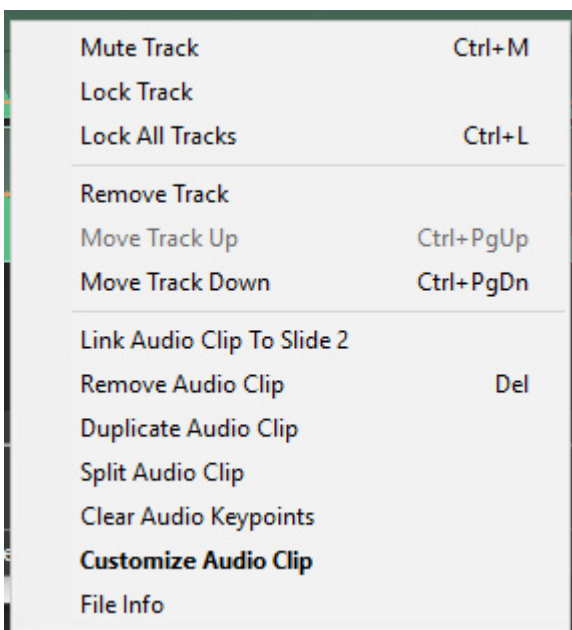 Mute Track Ctrl+M
Lock Track
Lock All Tracks Ctrl+L
Remove Track
Move Track Up Ctrl+PgUp
Move Track Down Ctrl+PgDn
Link Audio Clip To Slide 2
Remove Audio Clip Del
Duplicate Audio Clip
Split Audio Clip
Clear Audio Keypoints
Customize Audio Clip
File Info